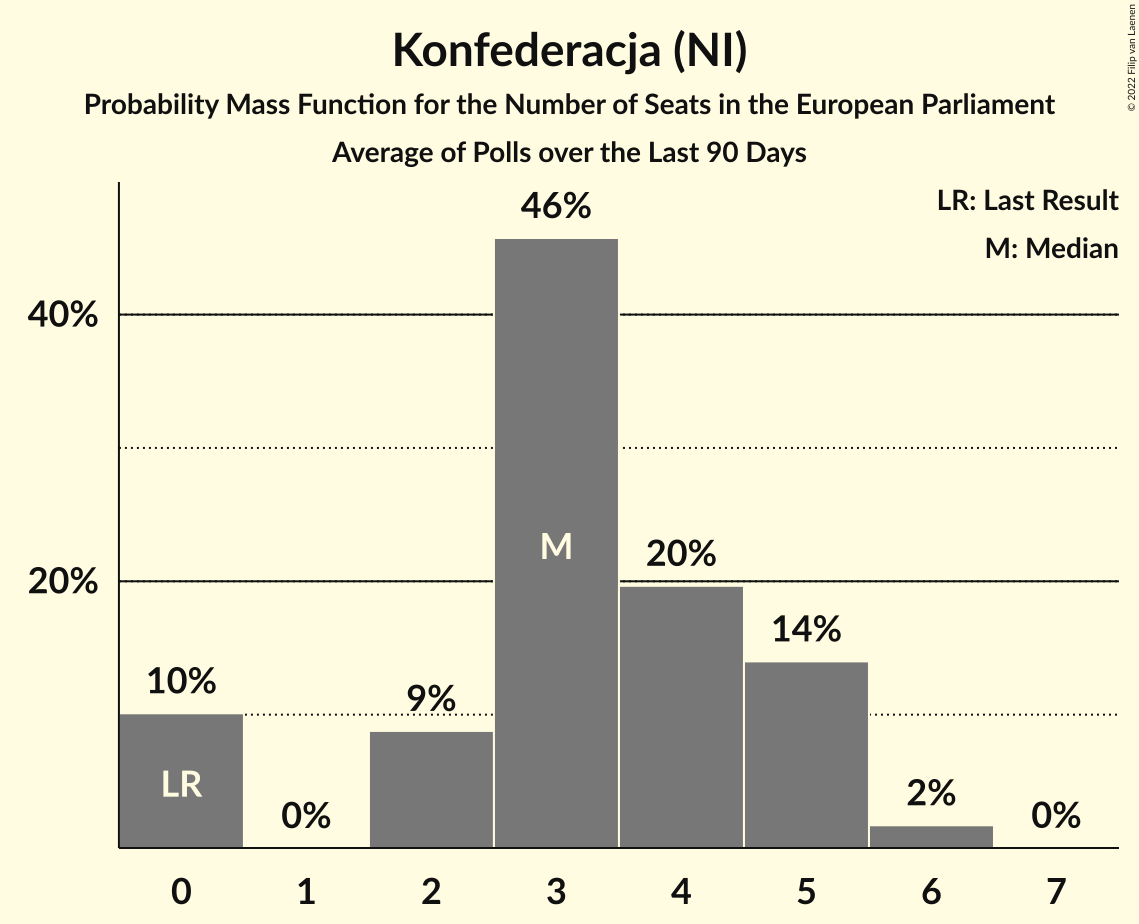 Konfederacja (NI)
Probability Mass Function for the Number of Seats in the European Parliament
Average of Polls over the Last 90 Days
© 2022 Filip van Laenen
LR: Last Result
M: Median
46%
40%
M
20%
20%
14%
10%
9%
LR
0%
2%
0%
0 1 2 3 4 5 6 7